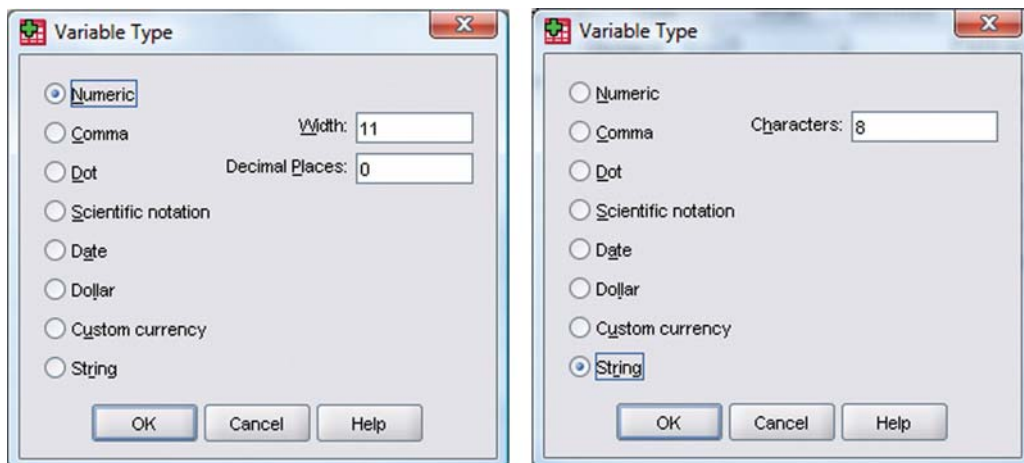 Variable Type
Numeric
Comma
Width: 11
Dot
Decimal Places: 0
Scientific notation
Date
Dollar
Custom currency
String
OK Cancel Help
Variable Type
Numeric
Comma
Characters: 8
Dot
Scientific notation
Date
Dollar
Custom currency
String
OK Cancel Help